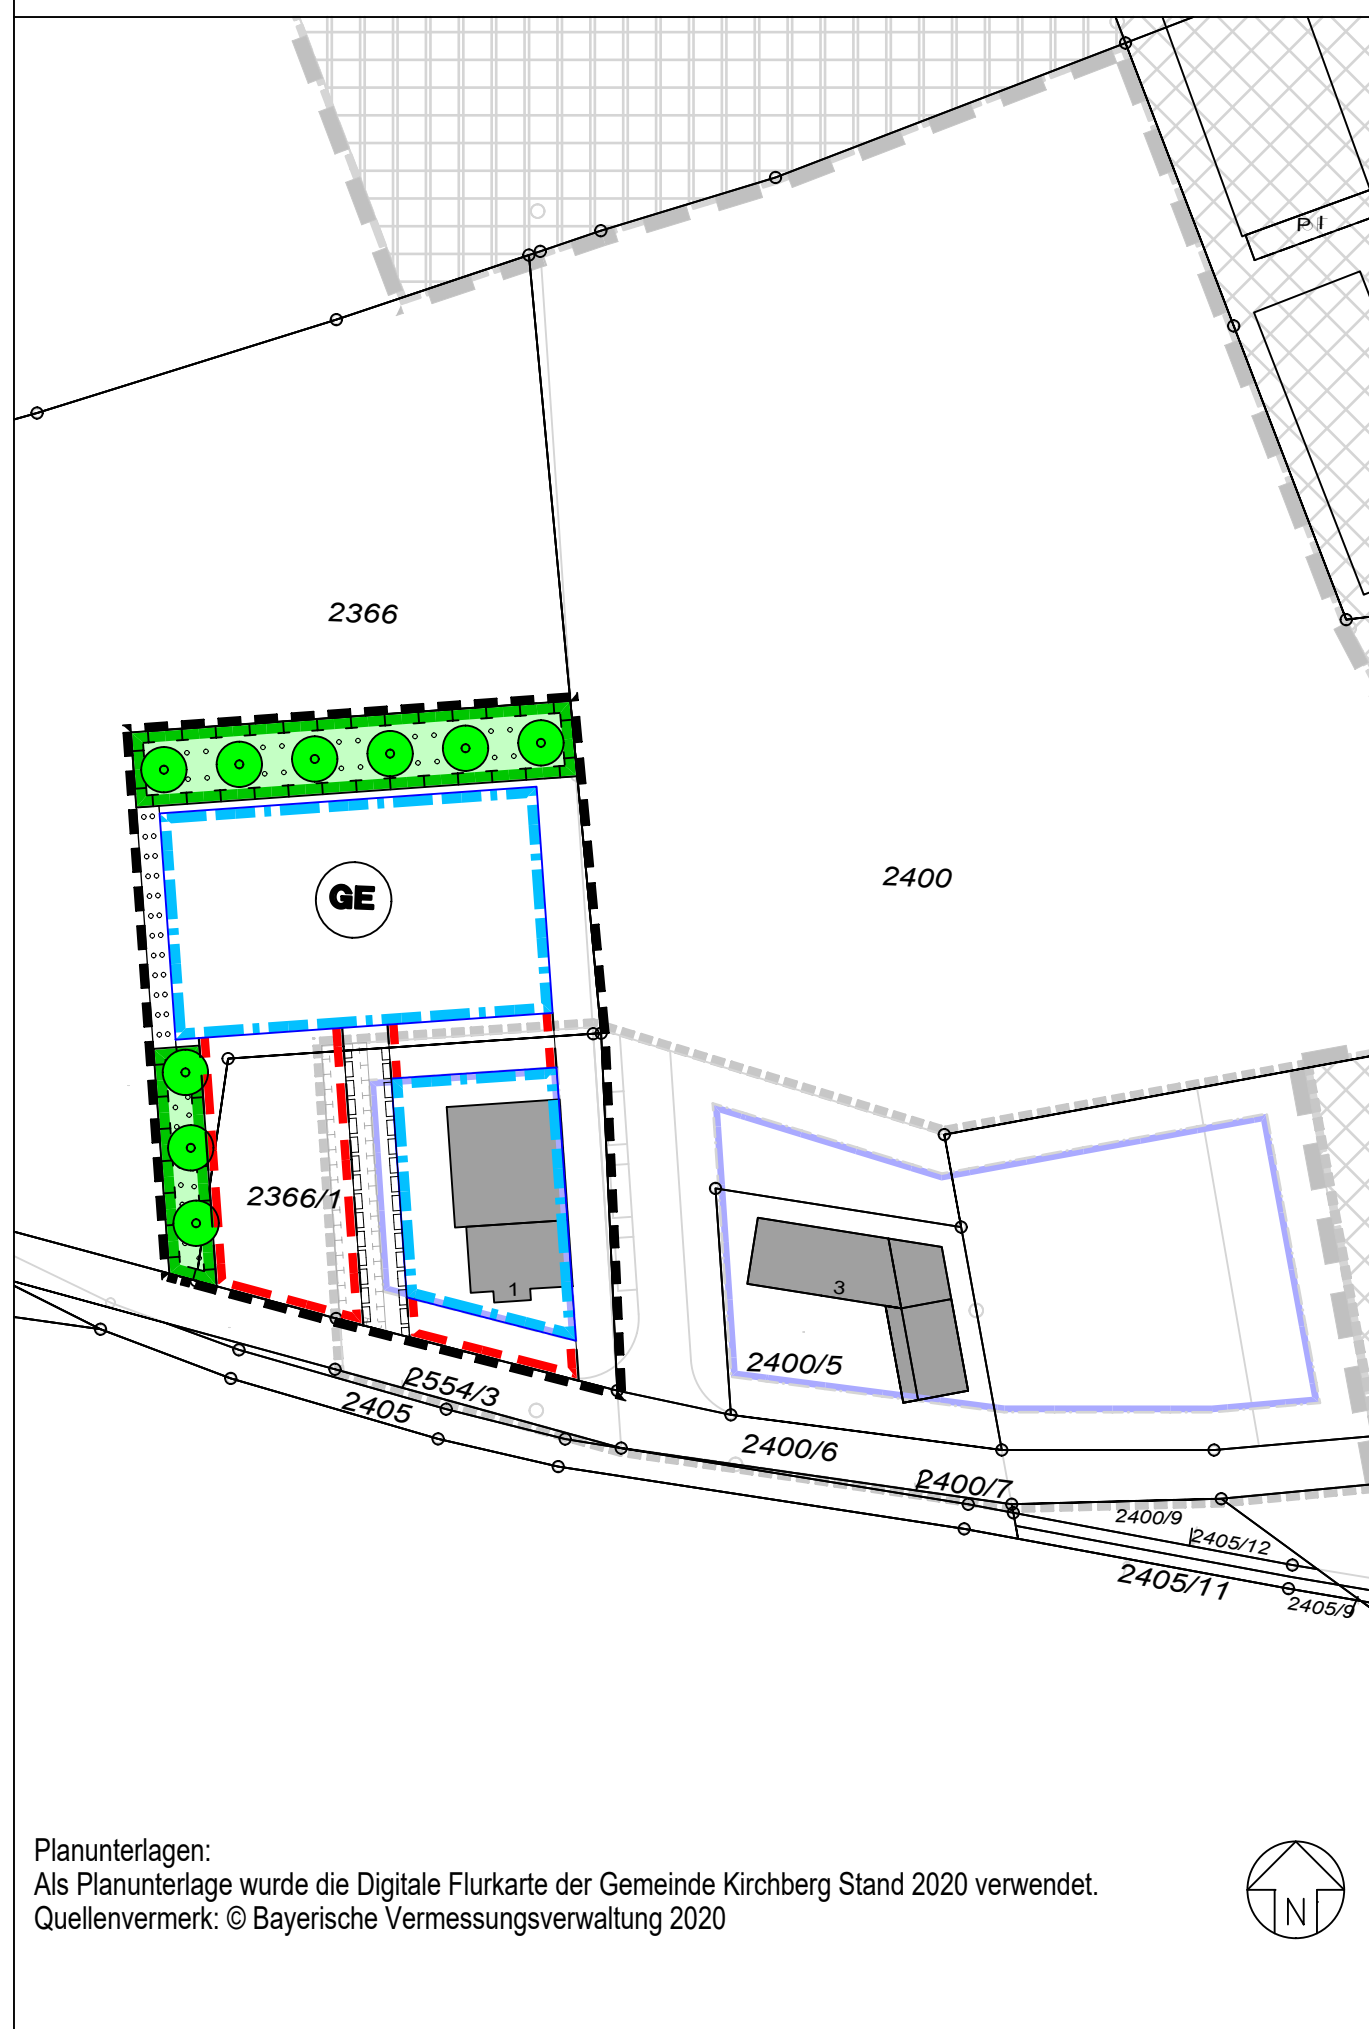 P I
2366
GE
2400
2366/1
1
3
2400/5
2554/3
2405
2400/6
2400/7
2400/9
2405/12
2405/11
2405/9
Planunterlagen:
Als Planunterlage wurde die Digitale Flurkarte der Gemeinde Kirchberg Stand 2020 verwendet.
Quellenvermerk: © Bayerische Vermessungsverwaltung 2020
N